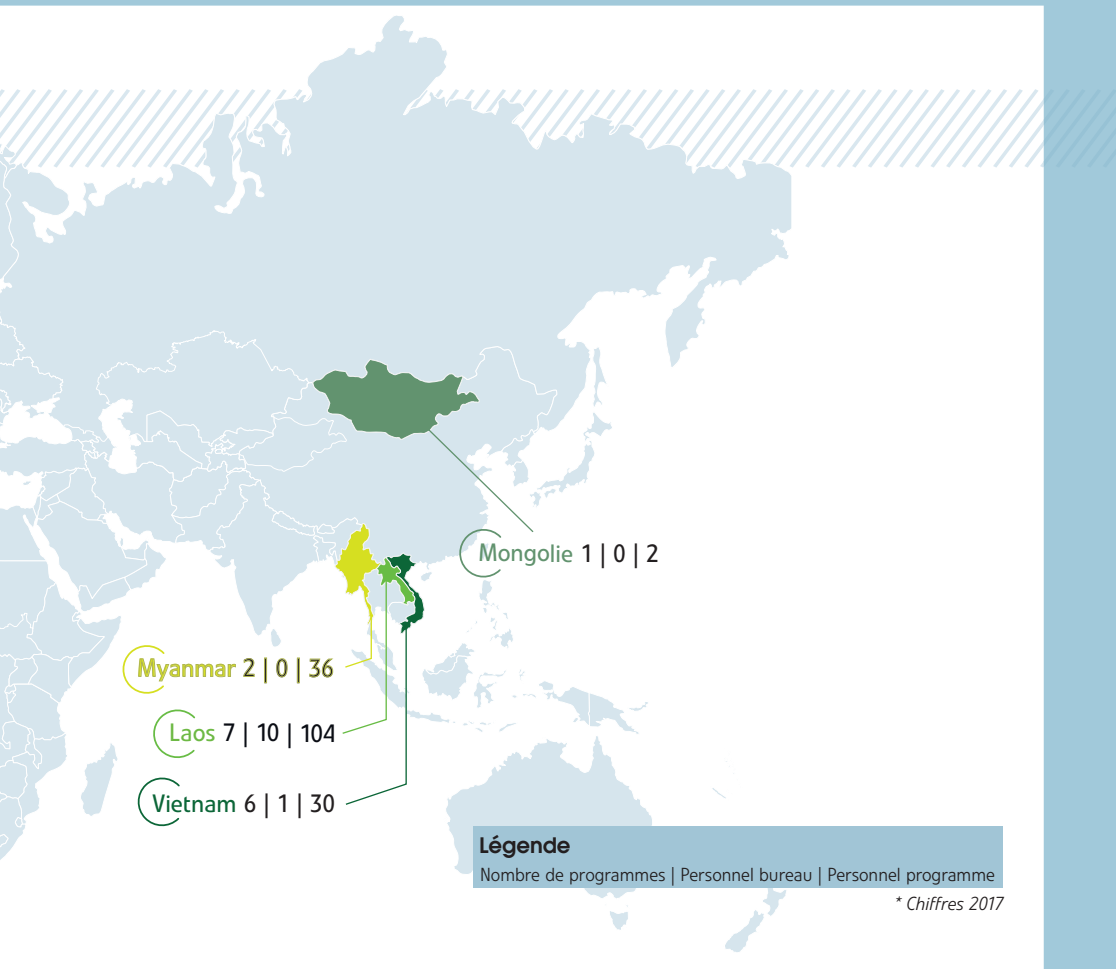 Mongolie 1 | 0 | 2
Myanmar 2 | 0 | 36
Laos 7 | 10 | 104
Vietnam 6 | 1 | 30
Légende
Nombre de programmes | Personnel bureau | Personnel programme
* Chiffres 2017